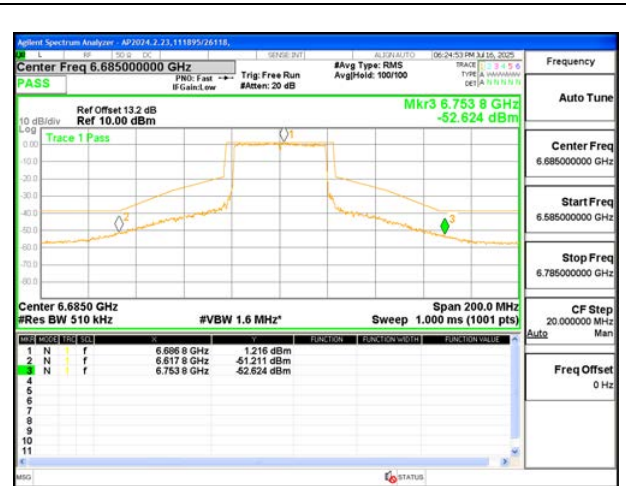 Agilent Spectrum Analyzer - AP2024.2.23,111895/26118,
L RF 50 Ω DC SENSE:INT ALIGN AUTO 06:24:53 PM Jul 16, 2025
Center Freq 6.685000000 GHz #Avg Type: RMS TRACE 1 2 3 4 5 6 Frequency
PASS PNO: Fast Trig: Free Run Avg|Hold: 100/100 TYPE A
IFGain:Low #Atten: 20 dB DET A N N N N N
Auto Tune
Ref Offset 13.2 dB Mkr3 6.753 8 GHz
10 dB/div Ref 10.00 dBm -52.624 dBm
Log
Trace 1 Pass
1
0.00
Center Freq
6.685000000 GHz
-10.0
-20.0
-30.0
Start Freq
6.585000000 GHz
-40.0
2 3
-50.0
-60.0
Stop Freq
6.785000000 GHz
-70.0
-80.0
Center 6.6850 GHz Span 200.0 MHz
#Res BW 510 kHz #VBW 1.6 MHz* Sweep 1.000 ms (1001 pts)
CF Step
20.000000 MHz
Auto Man
MKR MODE TRC SCL X Y FUNCTION FUNCTION WIDTH FUNCTION VALUE
1 N 1 f 6.686 8 GHz 1.216 dBm
2 N 1 f 6.617 8 GHz -51.211 dBm
3 N 1 f 6.753 8 GHz -52.624 dBm
4
5
6
7
8
9
10
11
Freq Offset
0 Hz
MSG STATUS